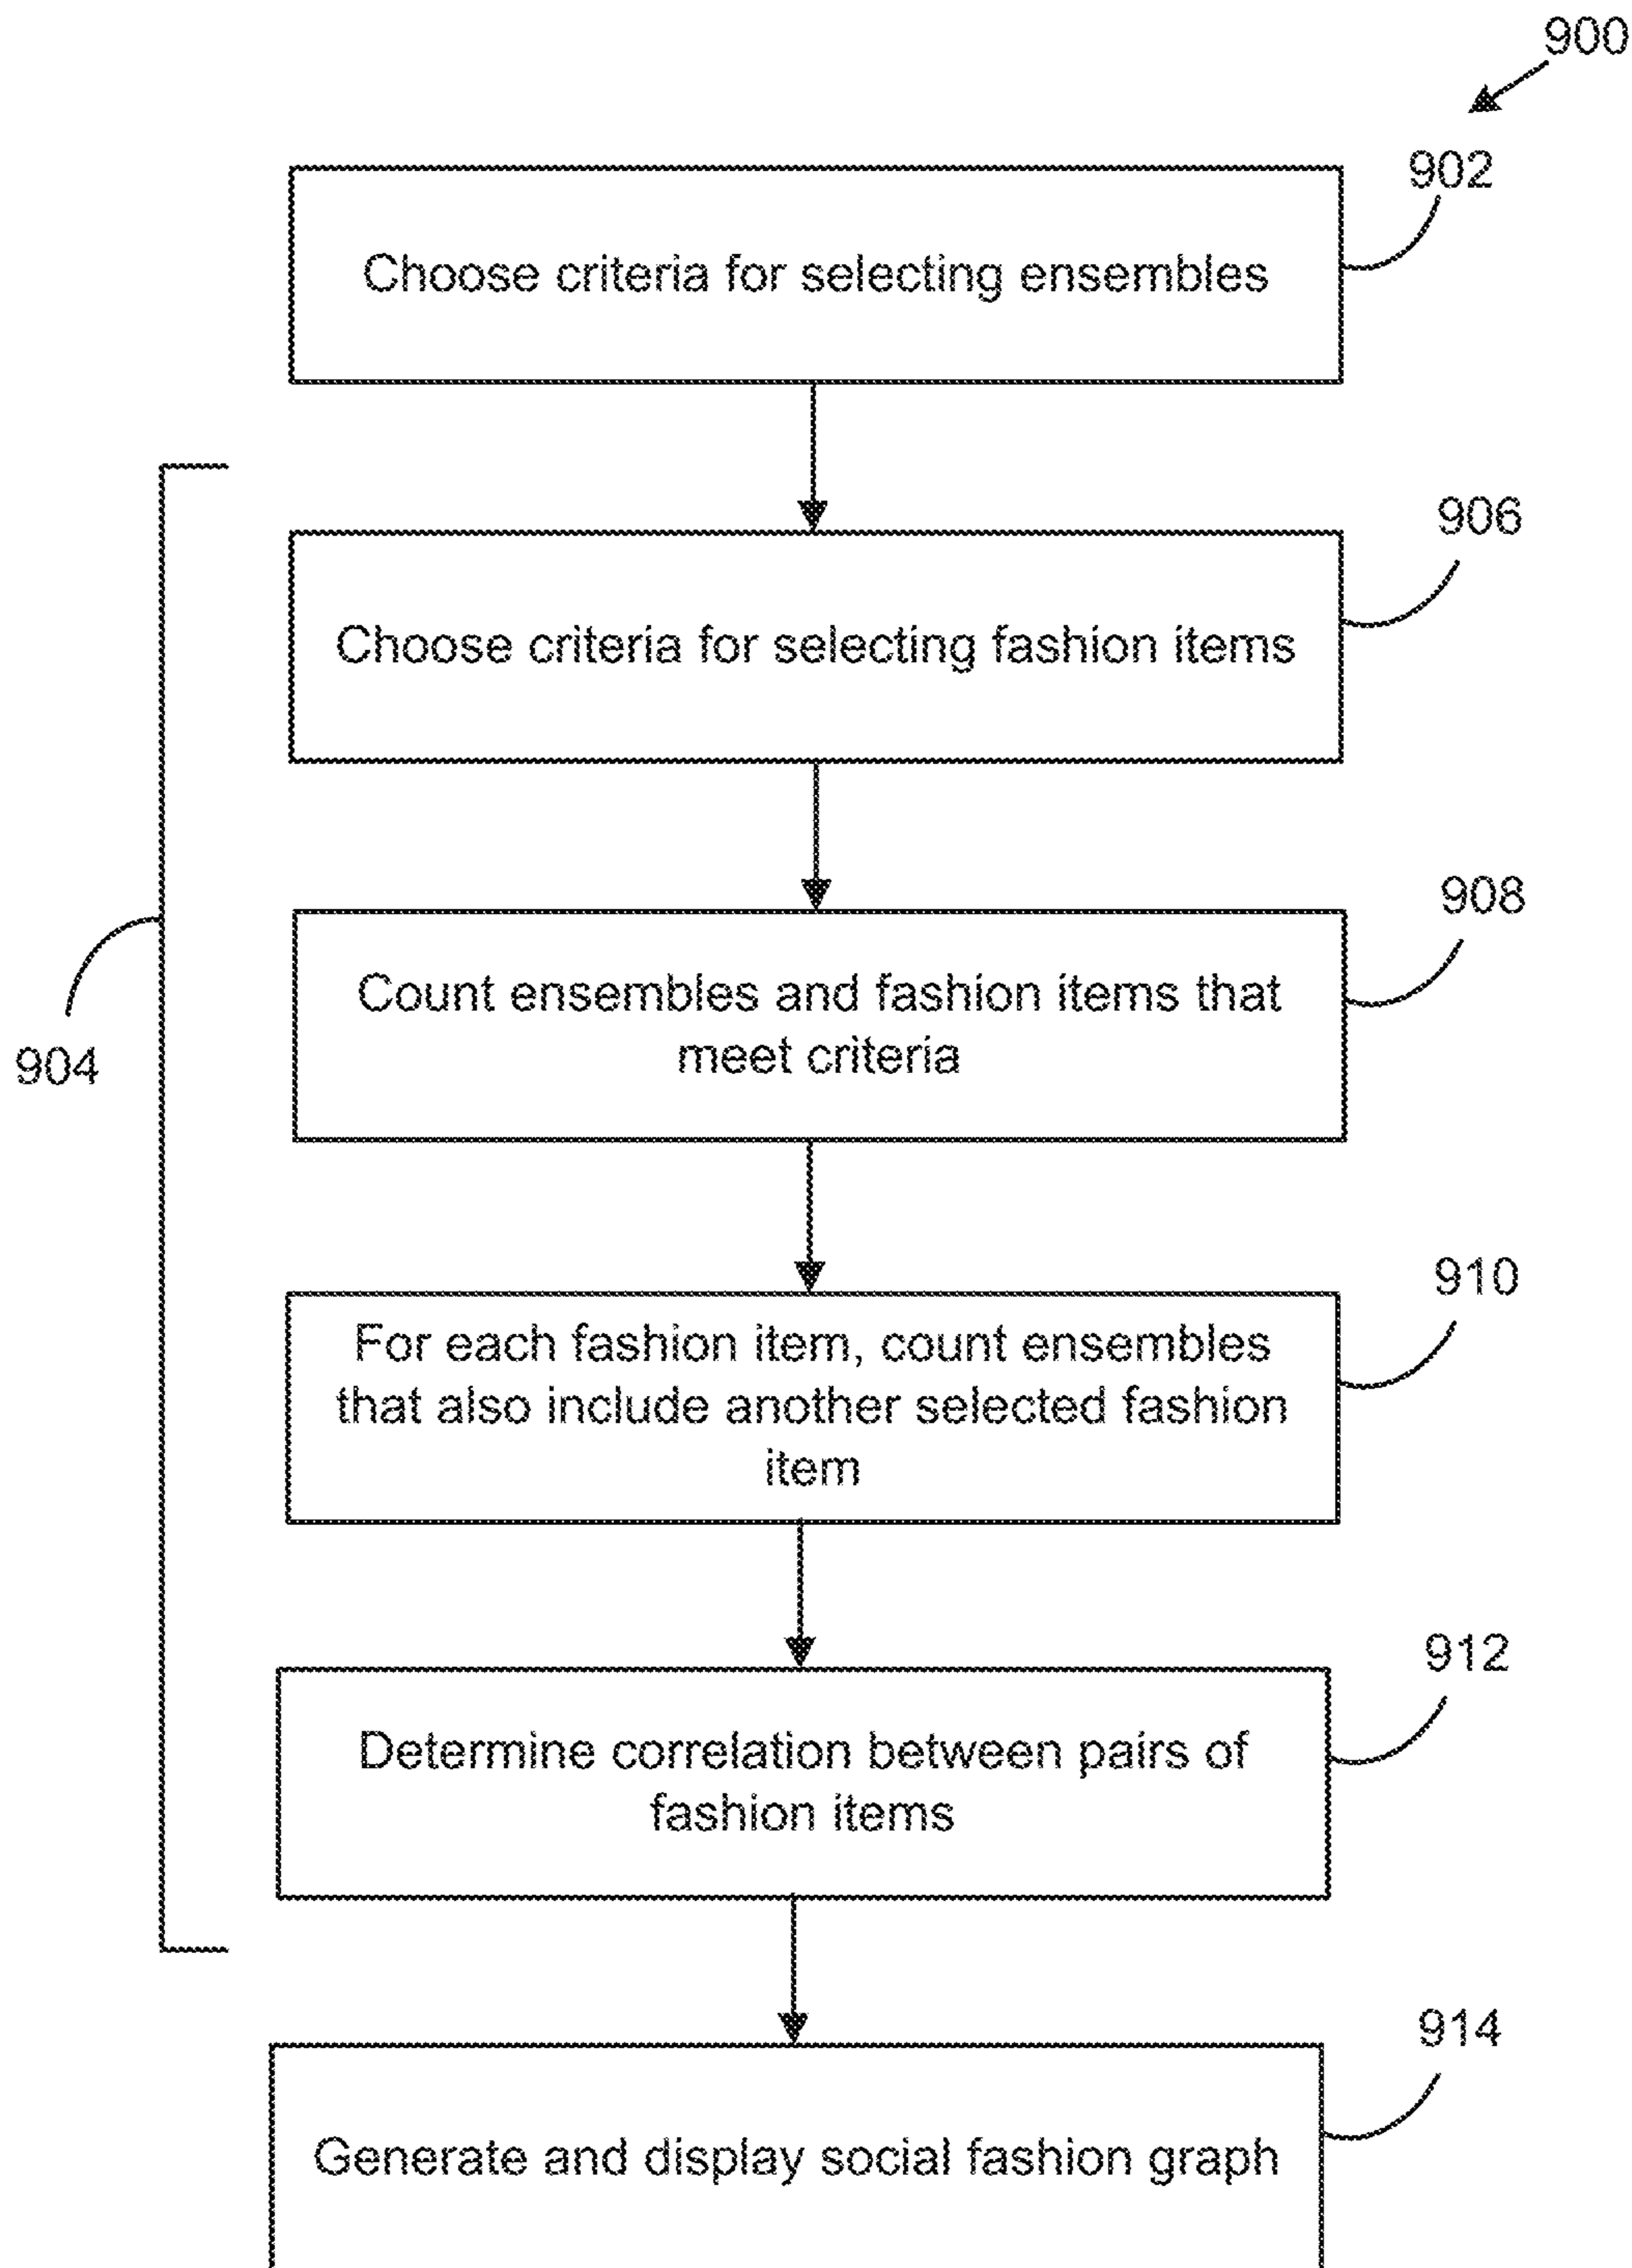 900
902
Choose criteria for selecting ensembles
906
Choose criteria for selecting fashion items
908
Count ensembles and fashion items that
meet criteria
904
910
For each fashion item, count ensembles
that also include another selected fashion
item
912
Determine correlation between pairs of
fashion items
914
Generate and display social fashion graph